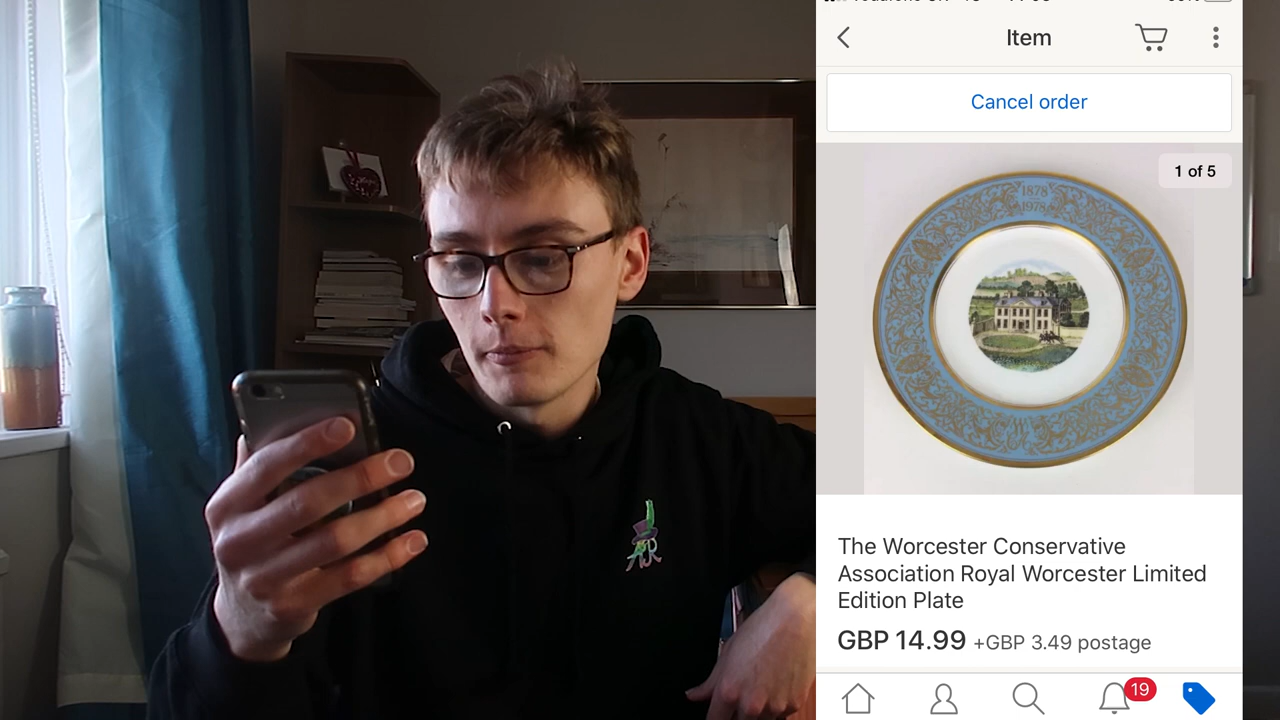 Item
Cancel order
1 of 5
1878
1978
The Worcester Conservative
Association Royal Worcester Limited
Edition Plate
GBP 14.99 +GBP 3.49 postage
19
AR